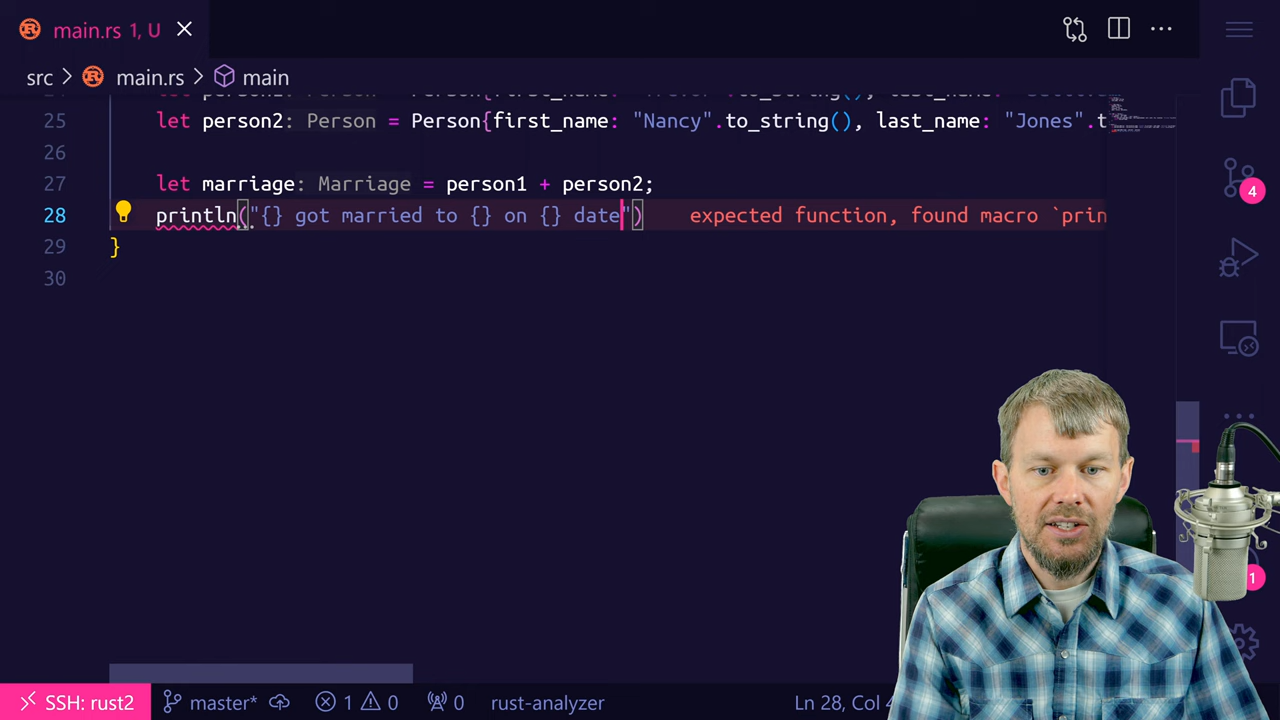 main.rs 1, U
src > main.rs > main
25 let person2: Person = Person{first_name: "Nancy".to_string(), last_name: "Jones".t
26
27 let marriage: Marriage = person1 + person2;
28 println("{} got married to {} on {} date") expected function, found macro `prin
29 }
30
4
1
SSH: rust2 master* 1 0 0 rust-analyzer Ln 28, Col